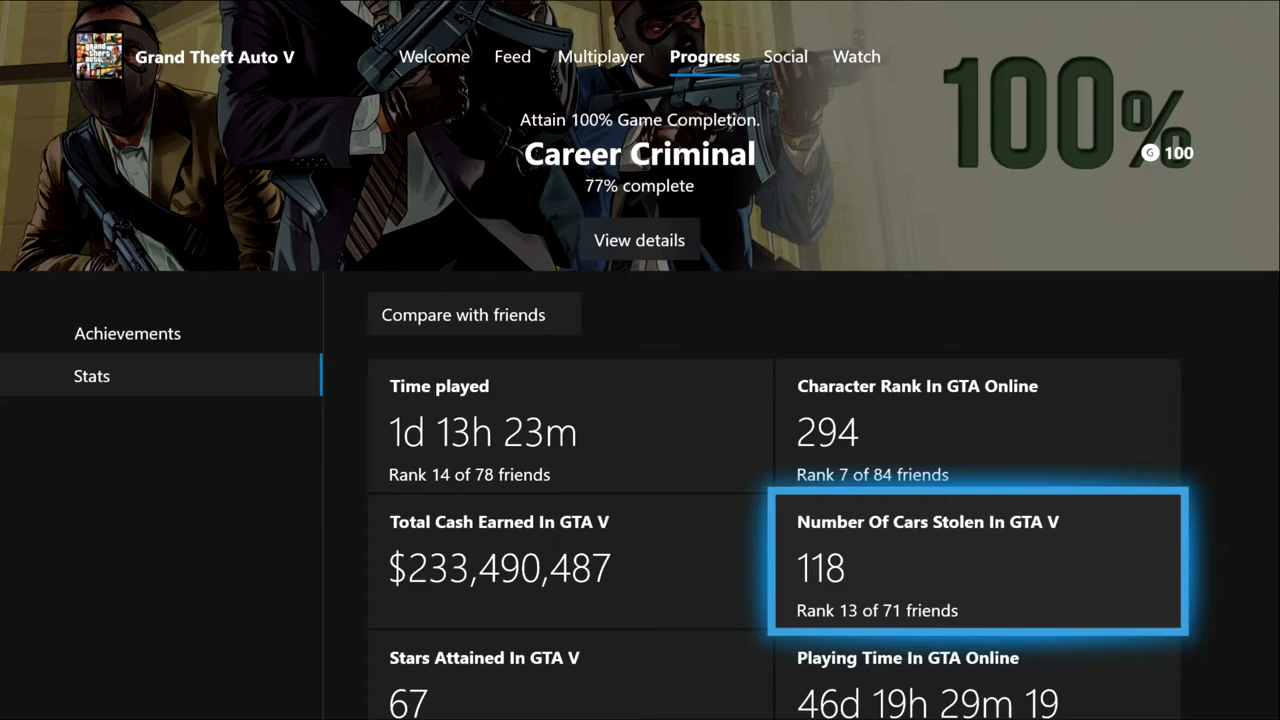 grand theft auto
Grand Theft Auto V
Welcome
Feed
Multiplayer
Progress
Social
Watch
100%
Attain 100% Game Completion.
Career Criminal
G 100
77% complete
View details
Achievements
Stats
Compare with friends
Time played
1d 13h 23m
Rank 14 of 78 friends
Character Rank In GTA Online
294
Rank 7 of 84 friends
Total Cash Earned In GTA V
$233,490,487
Number Of Cars Stolen In GTA V
118
Rank 13 of 71 friends
Stars Attained In GTA V
67
Playing Time In GTA Online
46d 19h 29m 19